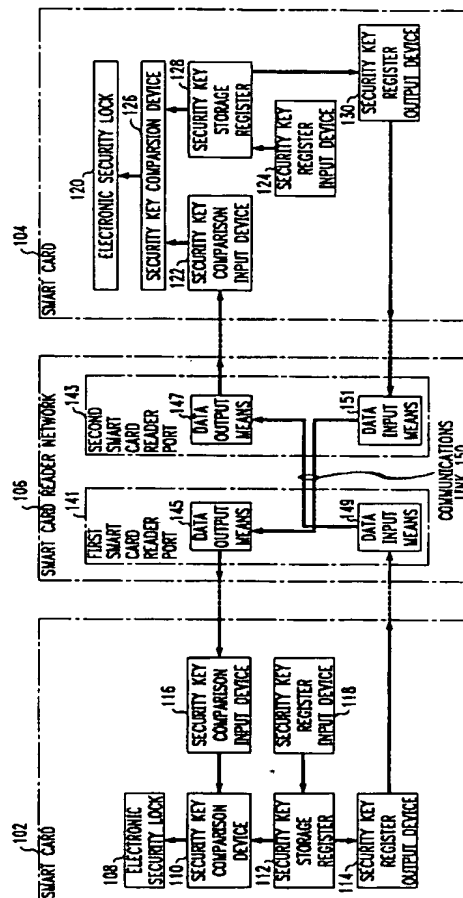 102
SMART CARD
108
ELECTRONIC
SECURITY LOCK
110
SECURITY KEY
COMPARISON
DEVICE
116
SECURITY KEY
COMPARISON
INPUT DEVICE
112
SECURITY KEY
STORAGE
REGISTER
118
SECURITY KEY
REGISTER
INPUT DEVICE
114
SECURITY KEY
REGISTER
OUTPUT DEVICE
106
SMART CARD READER NETWORK
141
FIRST
SMART CARD
READER
PORT
145
DATA
OUTPUT
MEANS
149
DATA
INPUT
MEANS
143
SECOND
SMART
CARD READER
PORT
147
DATA
OUTPUT
MEANS
151
DATA
INPUT
MEANS
COMMUNICATIONS
LINK 150
104
SMART CARD
120
ELECTRONIC SECURITY LOCK
126
SECURITY KEY COMPARSION DEVICE
122
SECURITY KEY
COMPARISON
INPUT DEVICE
128
SECURITY KEY
STORAGE
REGISTER
124
SECURITY KEY
REGISTER
INPUT DEVICE
130
SECURITY KEY
REGISTER
OUTPUT DEVICE